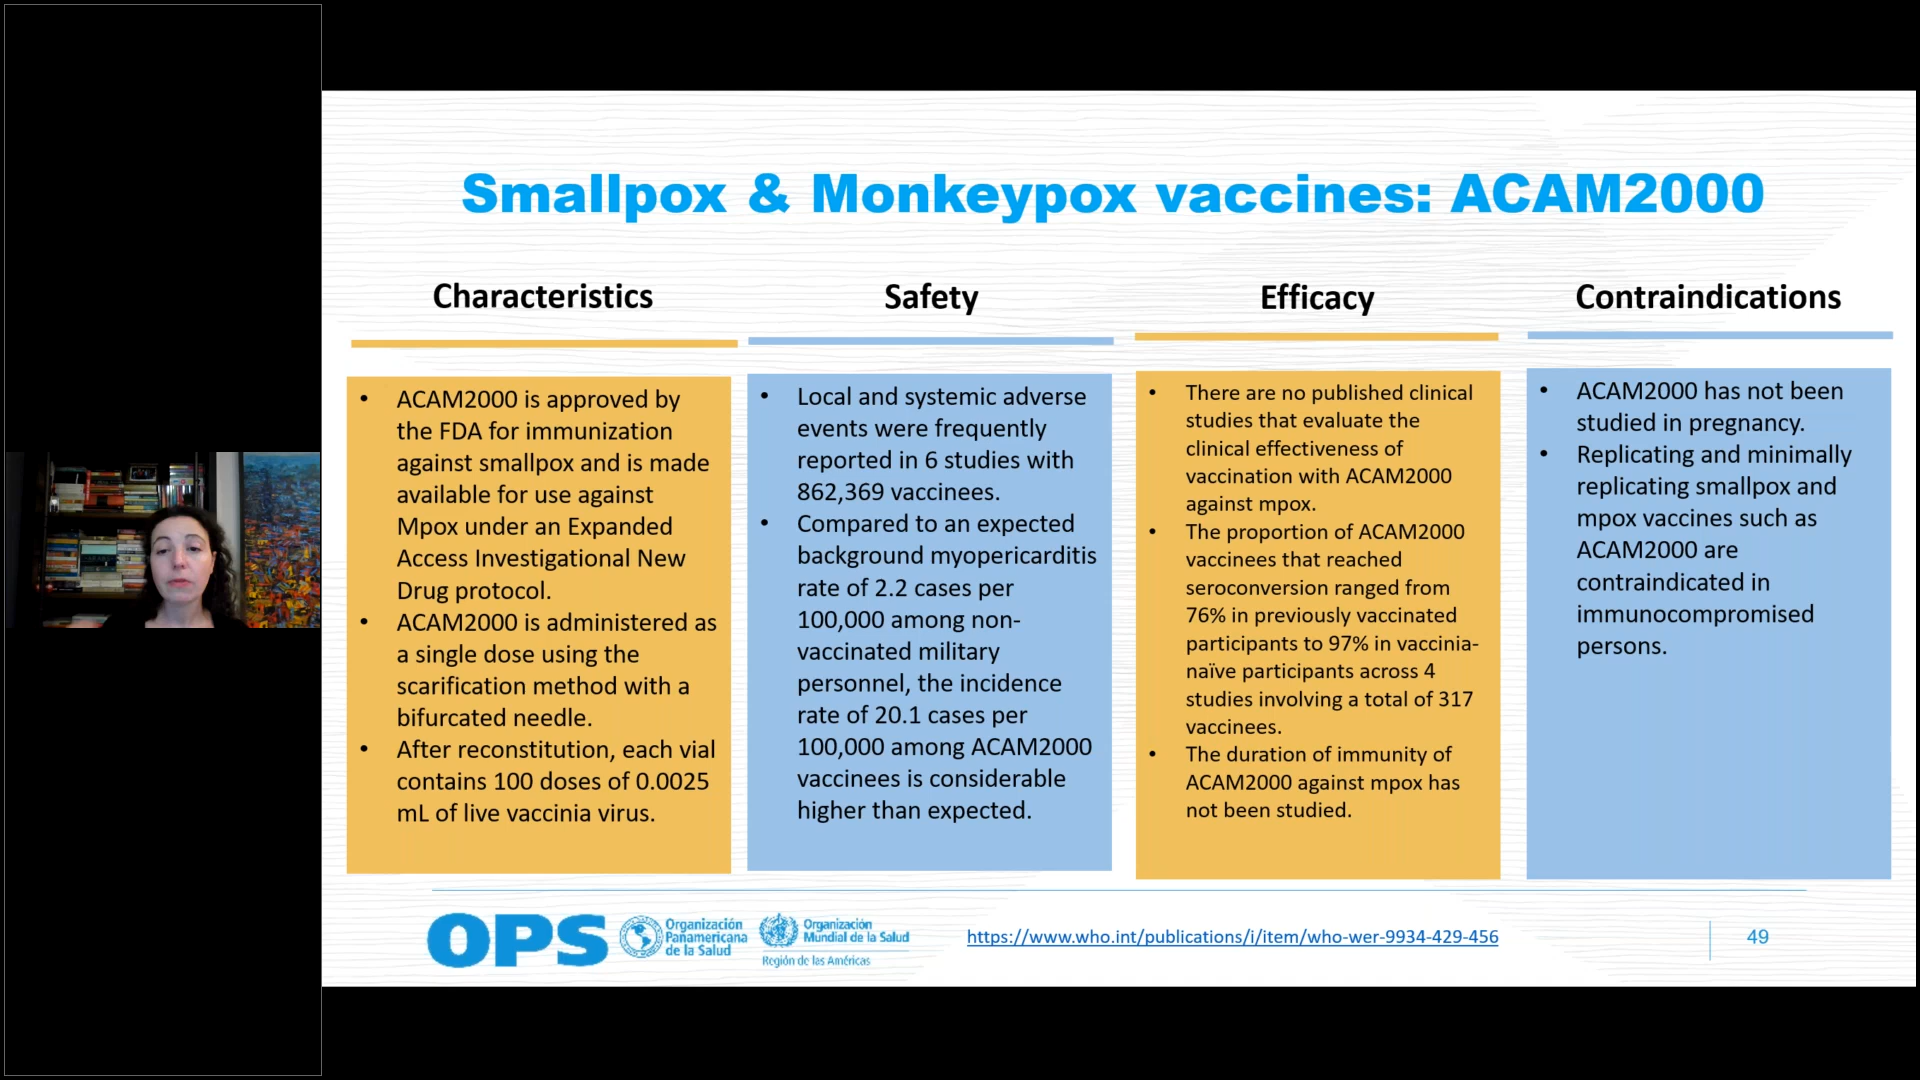 Smallpox & Monkeypox vaccines: ACAM2000
Characteristics
• ACAM2000 is approved by
the FDA for immunization
against smallpox and is made
available for use against
Mpox under an Expanded
Access Investigational New
Drug protocol.
• ACAM2000 is administered as
a single dose using the
scarification method with a
bifurcated needle.
• After reconstitution, each vial
contains 100 doses of 0.0025
mL of live vaccinia virus.
Safety
• Local and systemic adverse
events were frequently
reported in 6 studies with
862,369 vaccinees.
• Compared to an expected
background myopericarditis
rate of 2.2 cases per
100,000 among non-
vaccinated military
personnel, the incidence
rate of 20.1 cases per
100,000 among ACAM2000
vaccinees is considerable
higher than expected.
Efficacy
• There are no published clinical
studies that evaluate the
clinical effectiveness of
vaccination with ACAM2000
against mpox.
• The proportion of ACAM2000
vaccinees that reached
seroconversion ranged from
76% in previously vaccinated
participants to 97% in vaccinia-
naïve participants across 4
studies involving a total of 317
vaccinees.
• The duration of immunity of
ACAM2000 against mpox has
not been studied.
Contraindications
• ACAM2000 has not been
studied in pregnancy.
• Replicating and minimally
replicating smallpox and
mpox vaccines such as
ACAM2000 are
contraindicated in
immunocompromised
persons.
OPS
Organización
Panamericana
de la Salud
Organización
Mundial de la Salud
Región de las Américas
https://www.who.int/publications/i/item/who-wer-9934-429-456
49